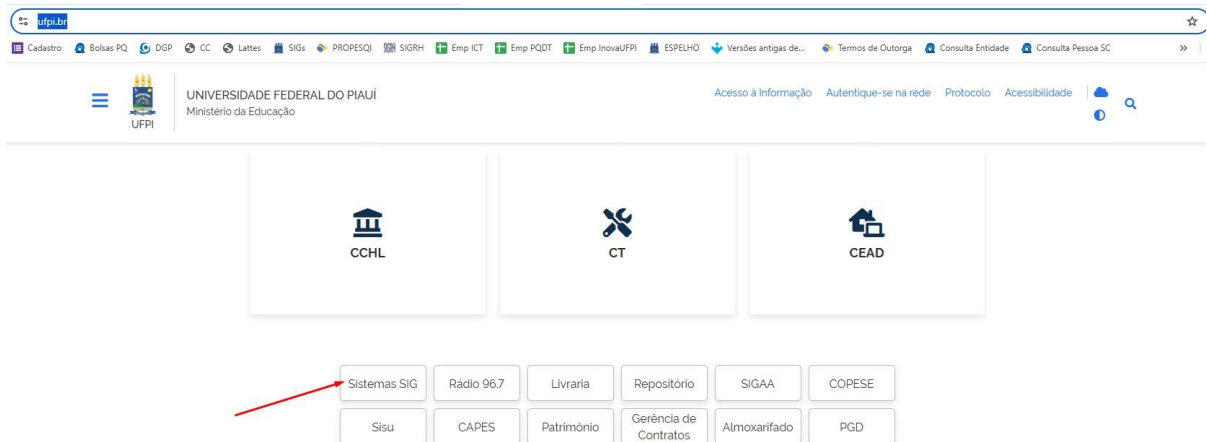 ufpi.br
Cadastro Bolsas PQ DGP CC Lattes SIGs PROPESQI SIGRH Emp ICT Emp PQDT Emp InovaUFPI ESPELHO Versões antigas de... Termos de Outorga Consulta Entidade Consulta Pessoa SC »
UFPI
UNIVERSIDADE FEDERAL DO PIAUÍ
Ministério da Educação
Acesso à Informação Autentique-se na rede Protocolo Acessibilidade
CCHL CT CEAD
Sistemas SIG Rádio 96.7 Livraria Repositório SIGAA COPESE
Sisu CAPES Patrimônio Gerência de Contratos Almoxarifado PGD